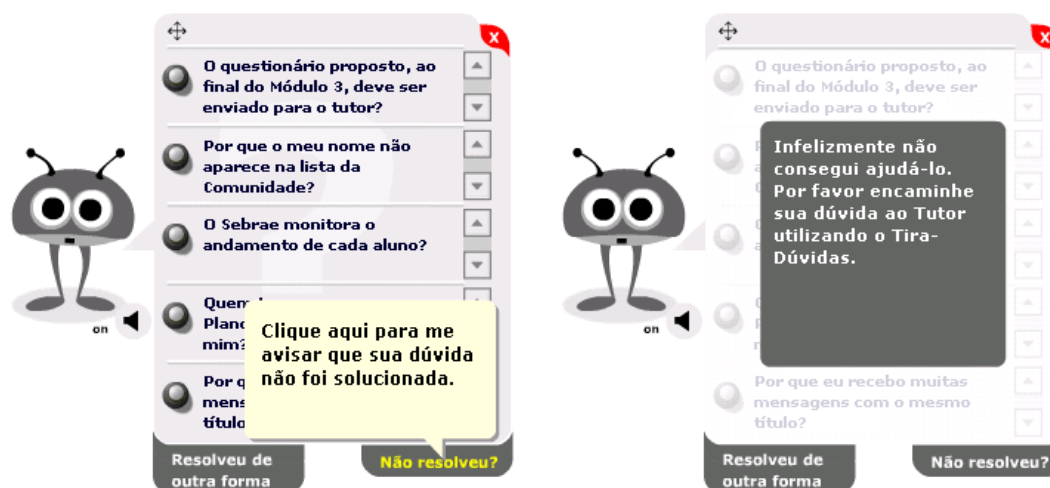 x
O questionário proposto, ao
final do Módulo 3, deve ser
enviado para o tutor?
Por que o meu nome não
aparece na lista da
Comunidade?
O Sebrae monitora o
andamento de cada aluno?
Quem
Plano
mim?
Por q
mens
título
Clique aqui para me
avisar que sua dúvida
não foi solucionada.
on
Resolveu de
outra forma
Não resolveu?
x
O questionário proposto, ao
final do Módulo 3, deve ser
enviado para o tutor?
Infelizmente não
consegui ajudá-lo.
Por favor encaminhe
sua dúvida ao Tutor
utilizando o Tira-
Dúvidas.
Por que eu recebo muitas
mensagens com o mesmo
título?
on
Resolveu de
outra forma
Não resolveu?